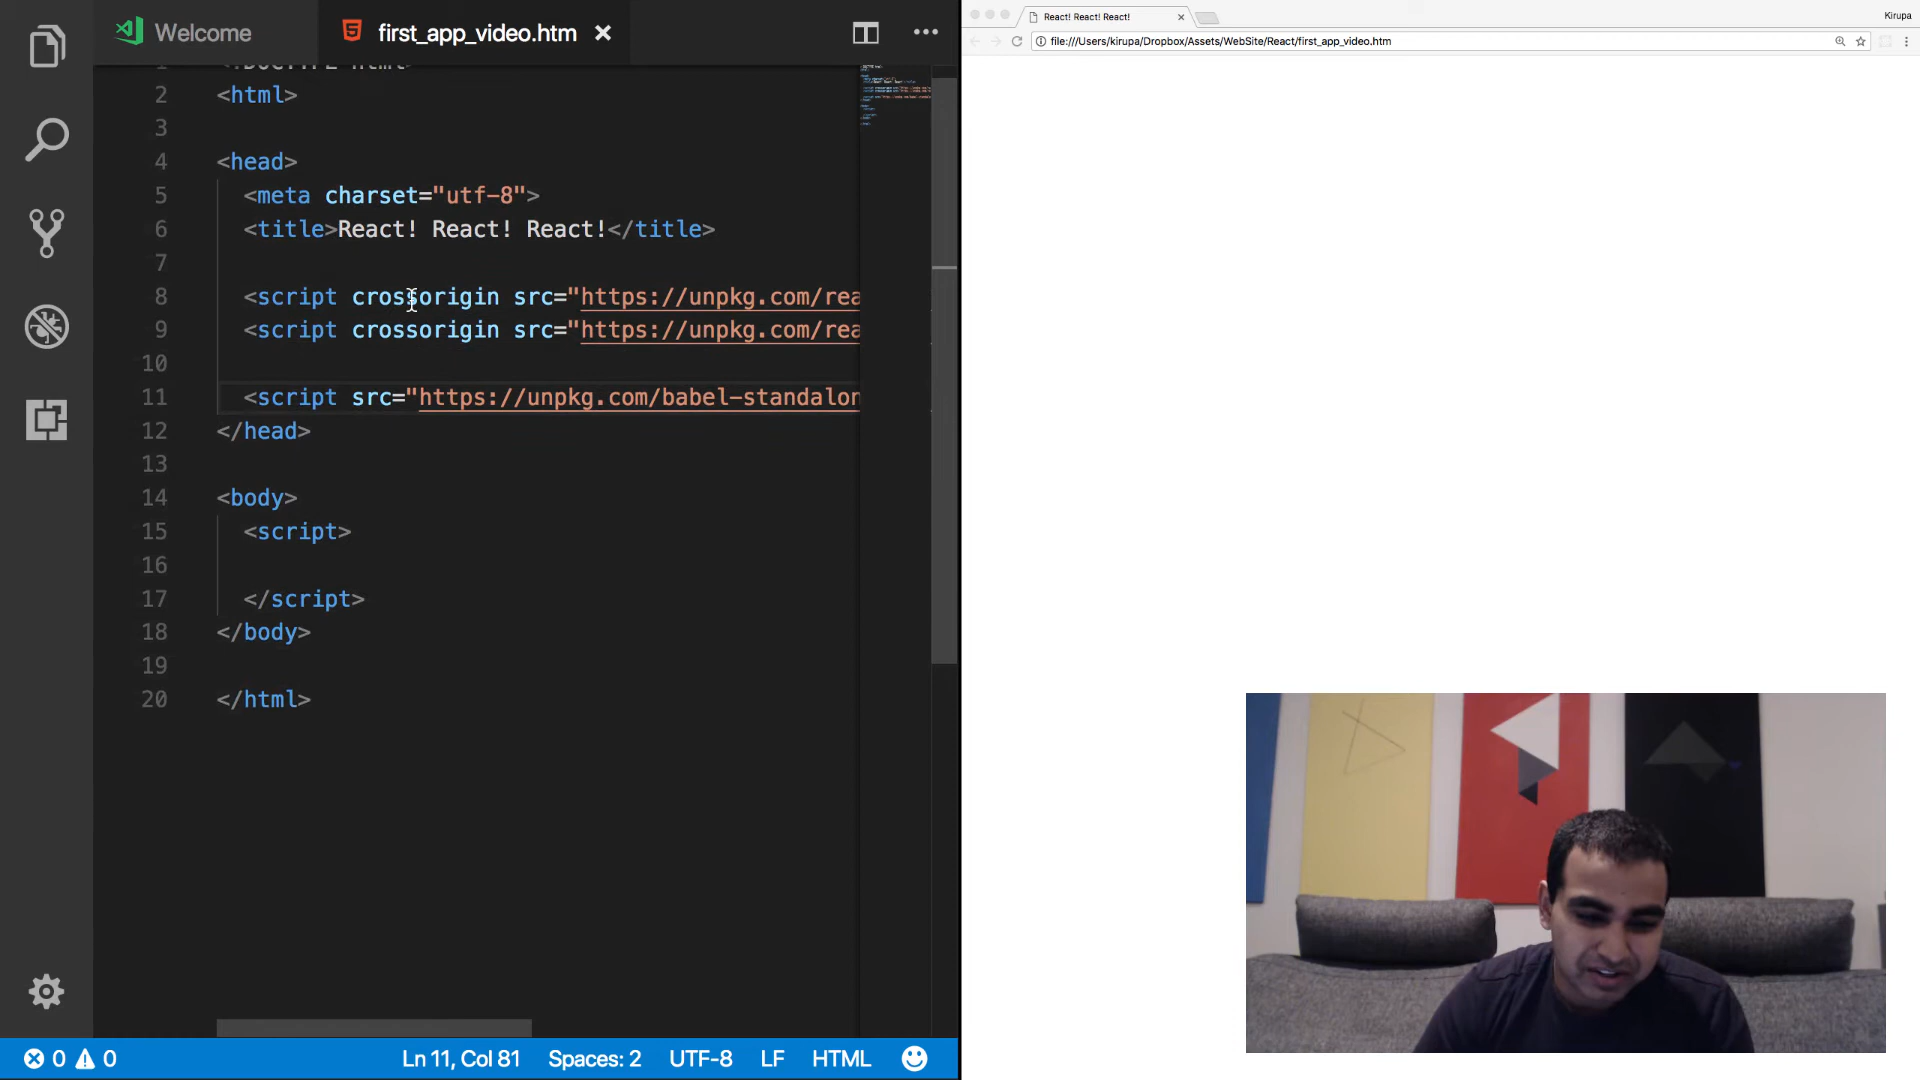 Welcome
first_app_video.htm
1 <!DOCTYPE html>
2 <html>
3
4 <head>
5 <meta charset="utf-8">
6 <title>React! React! React!</title>
7
8 <script crossorigin src="https://unpkg.com/rea
9 <script crossorigin src="https://unpkg.com/rea
10
11 <script src="https://unpkg.com/babel-standalon
12 </head>
13
14 <body>
15 <script>
16
17 </script>
18 </body>
19
20 </html>
0 0 Ln 11, Col 81 Spaces: 2 UTF-8 LF HTML
React! React! React!
Kirupa
file:///Users/kirupa/Dropbox/Assets/WebSite/React/first_app_video.htm